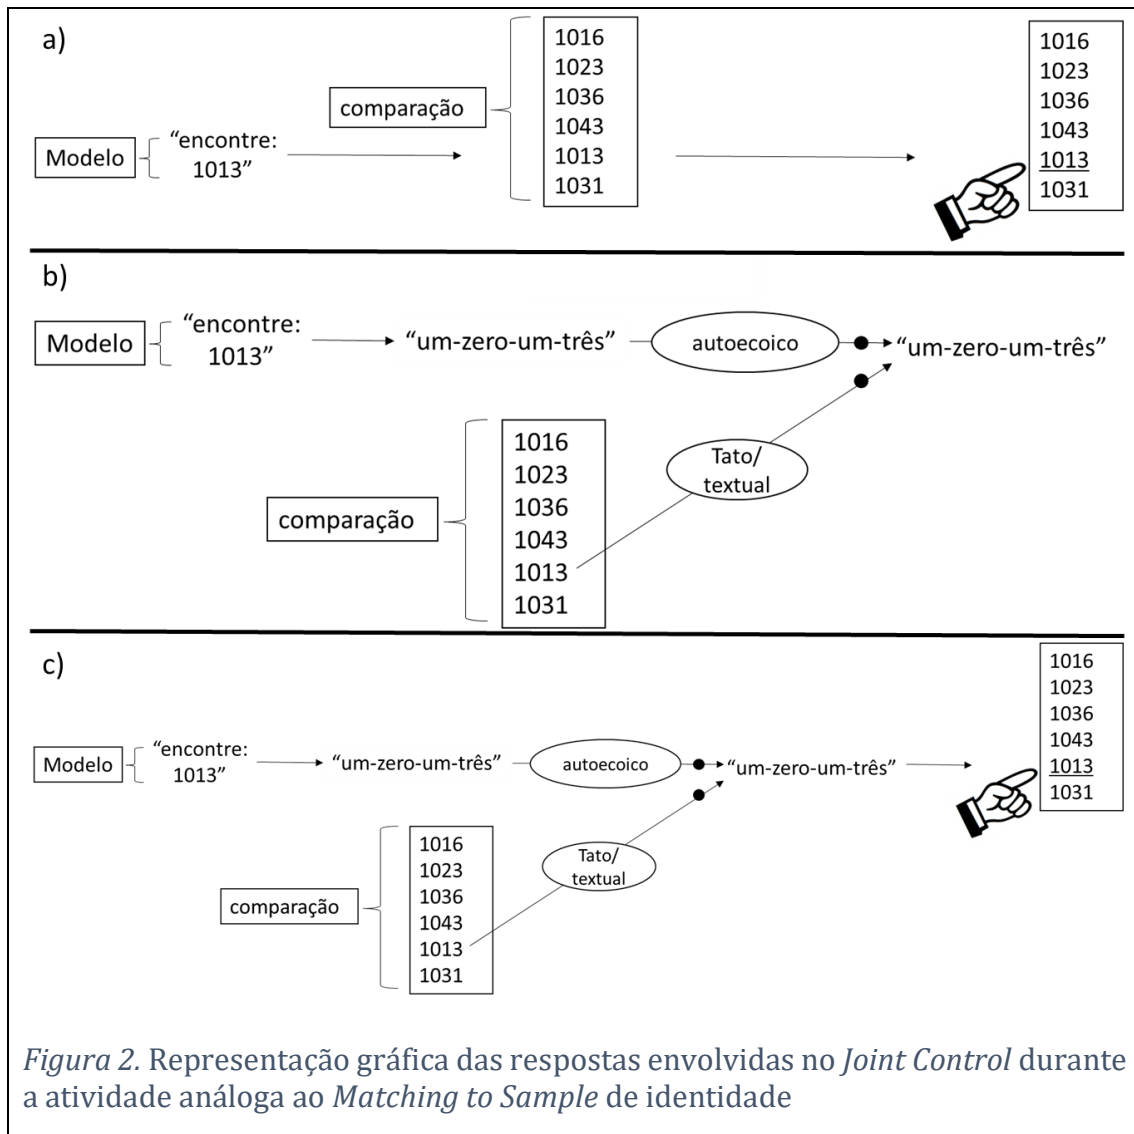 a)
Modelo
“encontre:
1013”
comparação
1016
1023
1036
1043
1013
1031
1016
1023
1036
1043
1013
1031
b)
Modelo
“encontre:
1013”
“um-zero-um-três”
autoecoico
“um-zero-um-três”
Tato/
textual
comparação
1016
1023
1036
1043
1013
1031
c)
Modelo
“encontre:
1013”
“um-zero-um-três”
autoecoico
“um-zero-um-três”
1016
1023
1036
1043
1013
1031
Tato/
textual
comparação
1016
1023
1036
1043
1013
1031
Figura 2. Representação gráfica das respostas envolvidas no Joint Control durante
a atividade análoga ao Matching to Sample de identidade